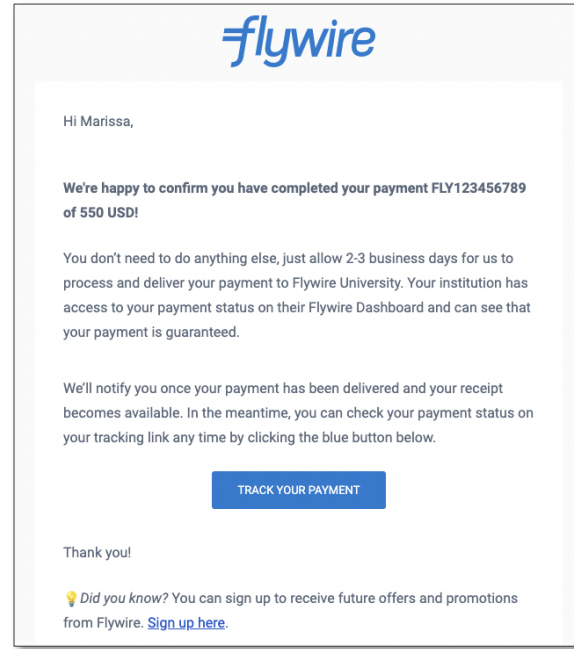 flywire
Hi Marissa,
We're happy to confirm you have completed your payment FLY123456789
of 550 USD!
You don't need to do anything else, just allow 2-3 business days for us to
process and deliver your payment to Flywire University. Your institution has
access to your payment status on their Flywire Dashboard and can see that
your payment is guaranteed.
We'll notify you once your payment has been delivered and your receipt
becomes available. In the meantime, you can check your payment status on
your tracking link any time by clicking the blue button below.
TRACK YOUR PAYMENT
Thank you!
💡Did you know? You can sign up to receive future offers and promotions
from Flywire. Sign up here.